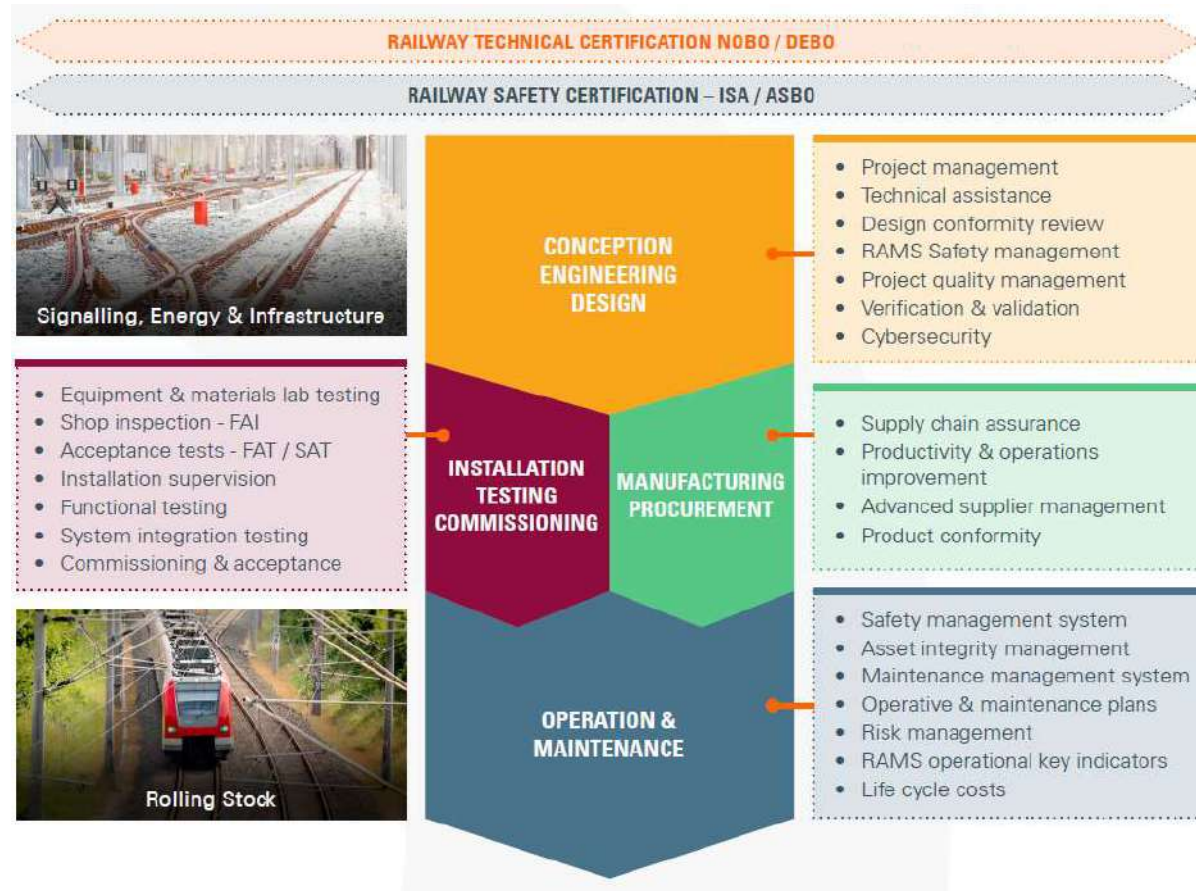 RAILWAY TECHNICAL CERTIFICATION NOBO / DEBO
RAILWAY SAFETY CERTIFICATION – ISA / ASBO
Signalling, Energy & Infrastructure
CONCEPTION
ENGINEERING
DESIGN
• Project management
• Technical assistance
• Design conformity review
• RAMS Safety management
• Project quality management
• Verification & validation
• Cybersecurity
• Equipment & materials lab testing
• Shop inspection - FAI
• Acceptance tests - FAT / SAT
• Installation supervision
• Functional testing
• System integration testing
• Commissioning & acceptance
INSTALLATION
TESTING
COMMISSIONING
MANUFACTURING
PROCUREMENT
• Supply chain assurance
• Productivity & operations
improvement
• Advanced supplier management
• Product conformity
Rolling Stock
OPERATION &
MAINTENANCE
• Safety management system
• Asset integrity management
• Maintenance management system
• Operative & maintenance plans
• Risk management
• RAMS operational key indicators
• Life cycle costs